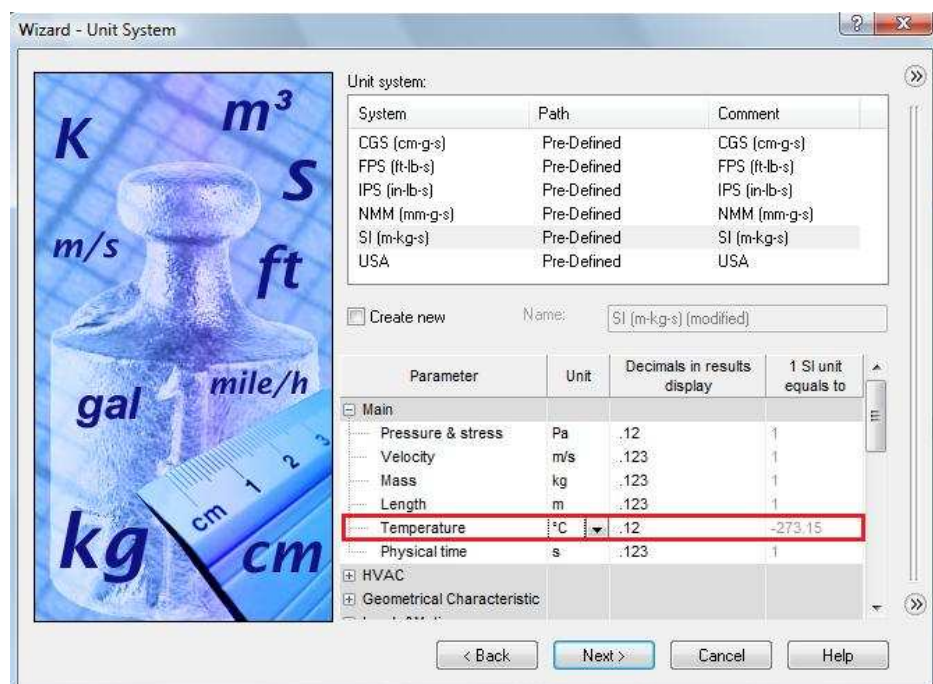 Wizard - Unit System
?
K
m³
s
m/s
ft
gal
mile/h
cm 1 2 3
kg
cm
Unit system:
System Path Comment
CGS (cm-g-s) Pre-Defined CGS (cm-g-s)
FPS (ft-lb-s) Pre-Defined FPS (ft-lb-s)
IPS (in-lb-s) Pre-Defined IPS (in-lb-s)
NMM (mm-g-s) Pre-Defined NMM (mm-g-s)
SI (m-kg-s) Pre-Defined SI (m-kg-s)
USA Pre-Defined USA
Create new Name: SI (m-kg-s) (modified)
Parameter Unit Decimals in results display 1 SI unit equals to
Main
Pressure & stress Pa .12 1
Velocity m/s .123 1
Mass kg .123 1
Length m .123 1
Temperature °C .12 -273.15
Physical time s .123 1
HVAC
Geometrical Characteristic
< Back Next > Cancel Help